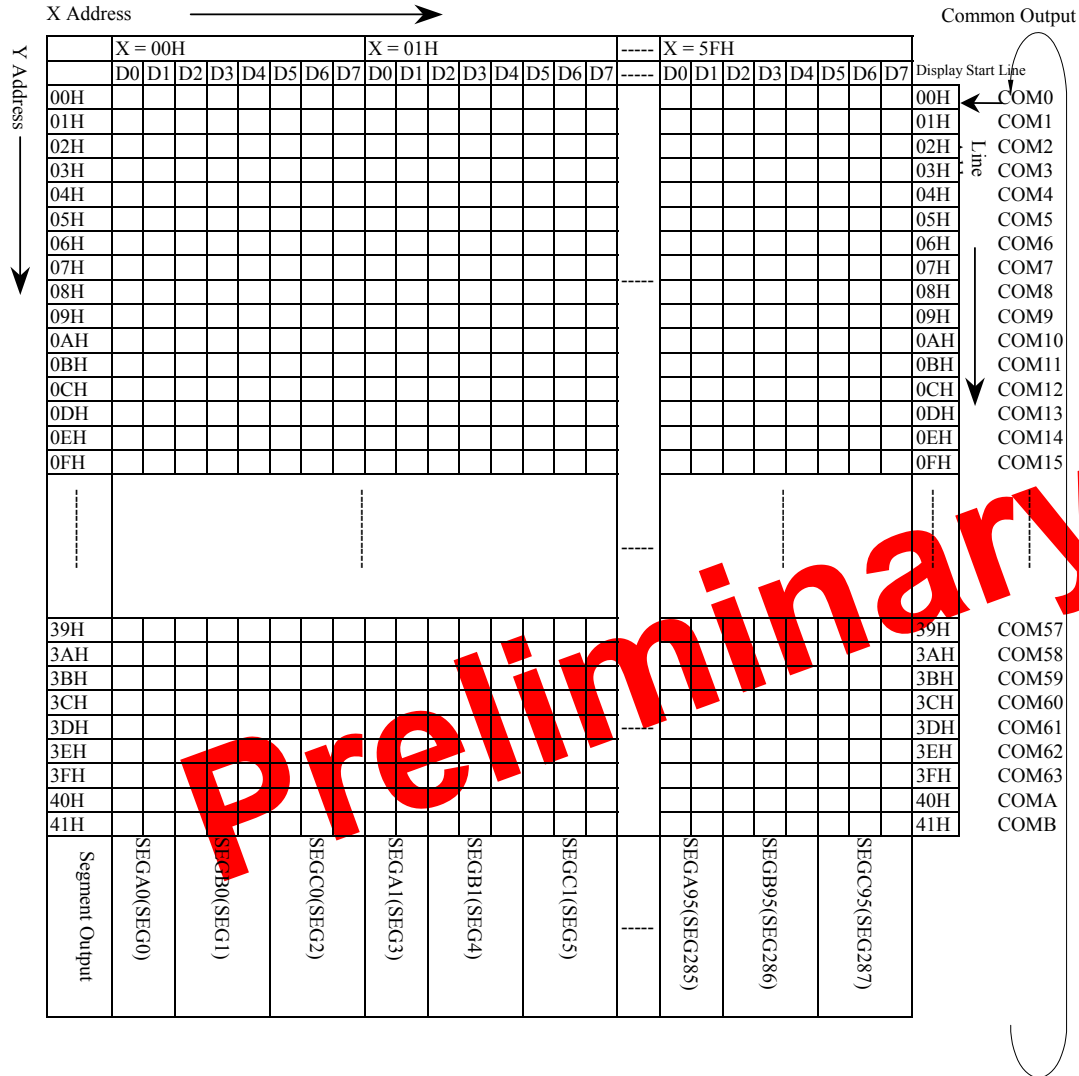 X Address
Common Output
Y Address
X = 00H X = 01H ----- X = 5FH
D0 D1 D2 D3 D4 D5 D6 D7 D0 D1 D2 D3 D4 D5 D6 D7 ----- D0 D1 D2 D3 D4 D5 D6 D7 Display Start Line
00H 00H COM0
01H 01H COM1
02H 02H COM2
03H 03H COM3
Line
04H 04H COM4
05H 05H COM5
06H 06H COM6
07H 07H COM7
08H 08H COM8
09H 09H COM9
0AH 0AH COM10
0BH 0BH COM11
0CH 0CH COM12
0DH 0DH COM13
0EH 0EH COM14
0FH 0FH COM15
39H 39H COM57
3AH 3AH COM58
3BH 3BH COM59
3CH 3CH COM60
3DH 3DH COM61
3EH 3EH COM62
3FH 3FH COM63
40H 40H COMA
41H 41H COMB
Segment Output
SEGA0(SEG0)
SEGB0(SEG1)
SEGC0(SEG2)
SEGA1(SEG3)
SEGB1(SEG4)
SEGC1(SEG5)
SEGA95(SEG285)
SEGB95(SEG286)
SEGC95(SEG287)
Preliminary